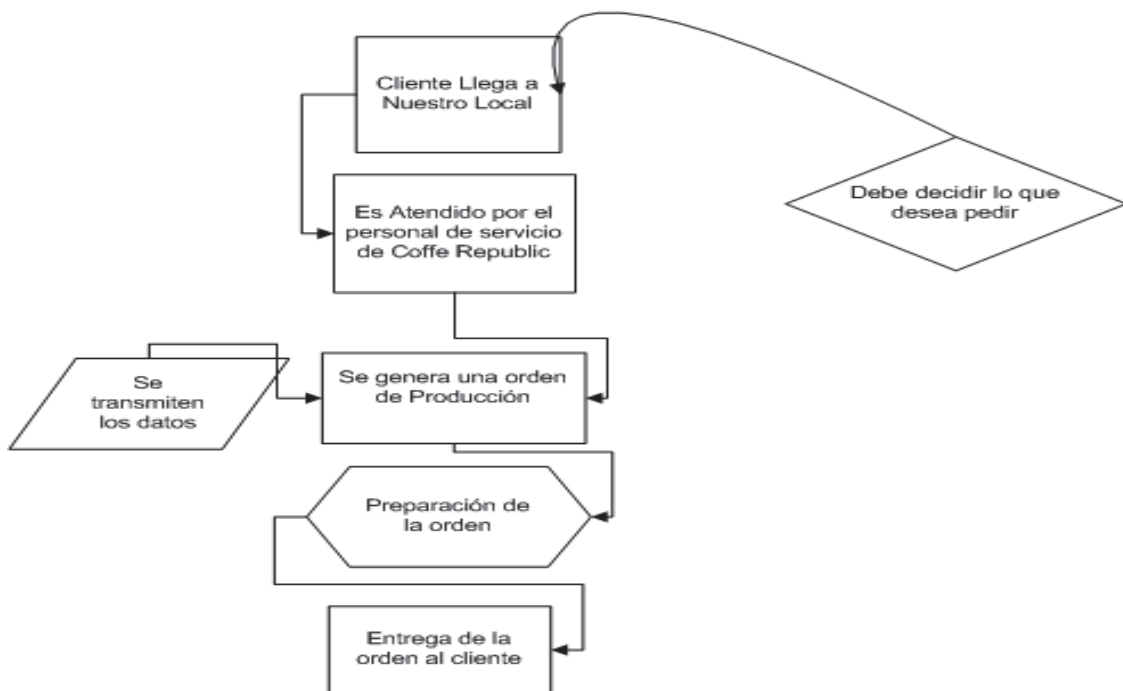 Cliente Llega a
Nuestro Local
Debe decidir lo que
desea pedir
Es Atendido por el
personal de servicio
de Coffe Republic
Se genera una orden
de Producción
Se
transmiten
los datos
Preparación de
la orden
Entrega de la
orden al cliente